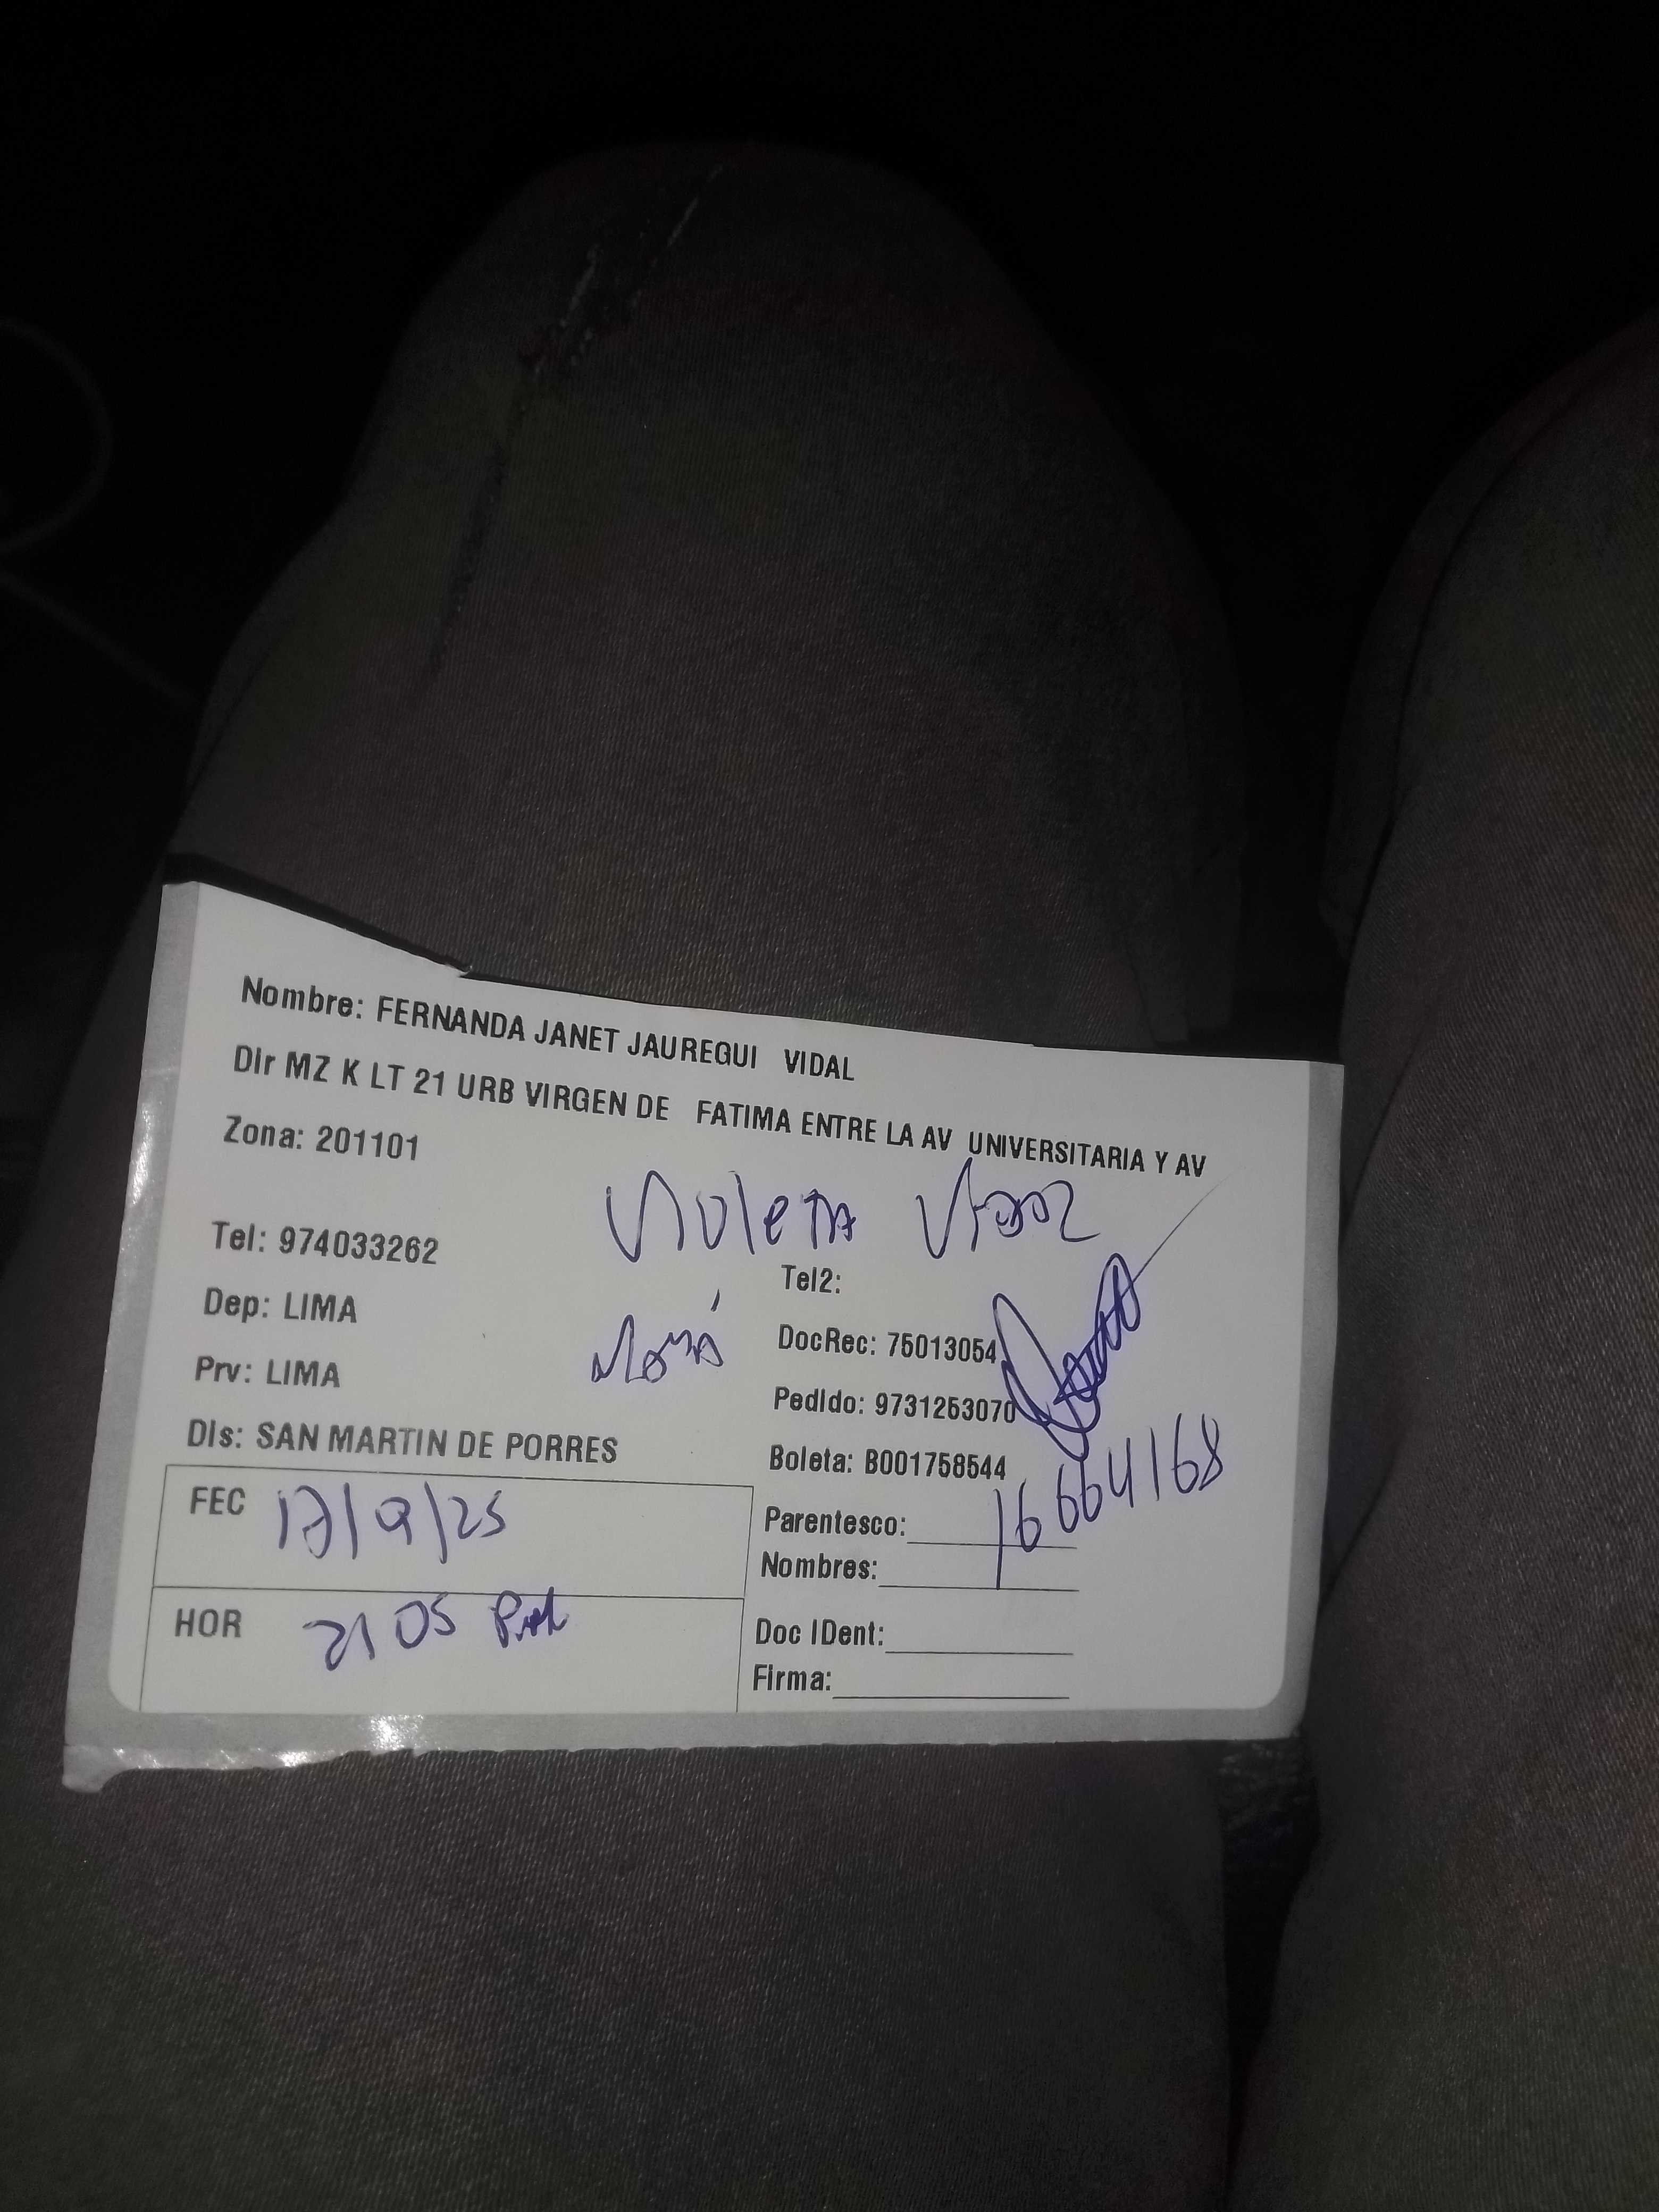 Nombre: FERNANDA JANET JAUREGUI VIDAL
Dir MZ K LT 21 URB VIRGEN DE FATIMA ENTRE LA AV UNIVERSITARIA Y AV
Zona: 201101
Violeta
Tel: 974033262
Tel2:
Dep: LIMA
Mamá
DocRec: 75013054
Prv: LIMA
Pedido: 9731253070
Dis: SAN MARTIN DE PORRES
Boleta: B001758544
16664168
FEC 17/9/25
Parentesco:
Nombres:
HOR 21 05 PM
Doc IDent:
Firma: